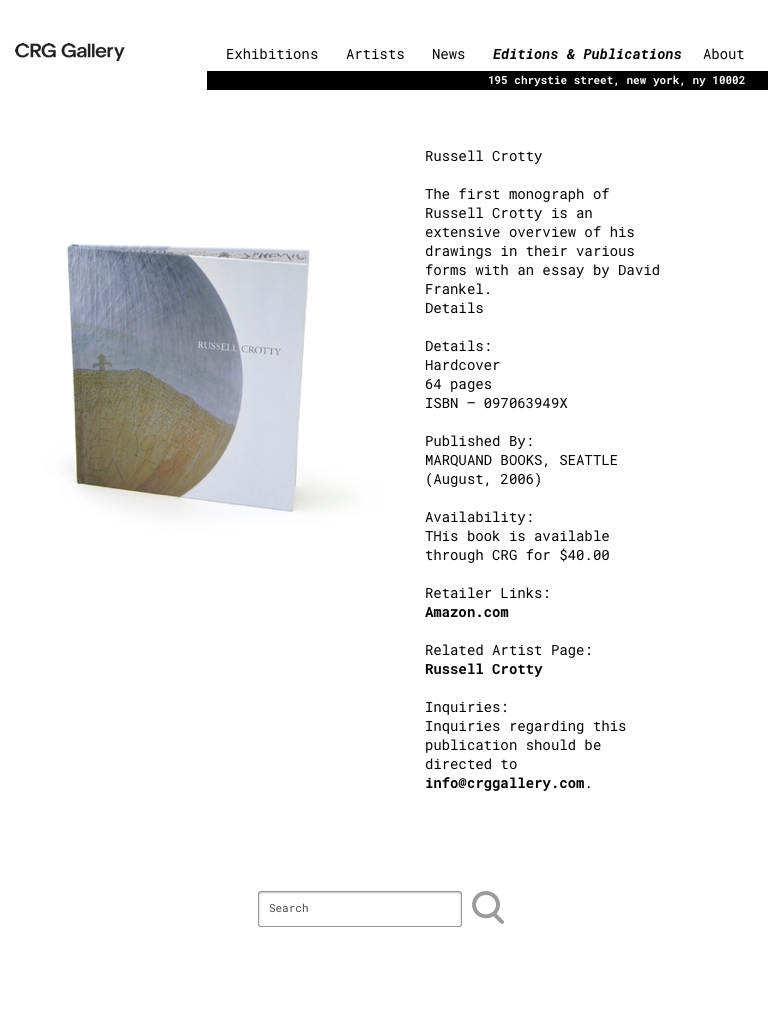 CRG Gallery
Exhibitions Artists News Editions & Publications About
195 chrystie street, new york, ny 10002
RUSSELL CROTTY
Russell Crotty
The first monograph of
Russell Crotty is an
extensive overview of his
drawings in their various
forms with an essay by David
Frankel.
Details
Details:
Hardcover
64 pages
ISBN – 097063949X
Published By:
MARQUAND BOOKS, SEATTLE
(August, 2006)
Availability:
THis book is available
through CRG for $40.00
Retailer Links:
Amazon.com
Related Artist Page:
Russell Crotty
Inquiries:
Inquiries regarding this
publication should be
directed to
info@crggallery.com.
Search